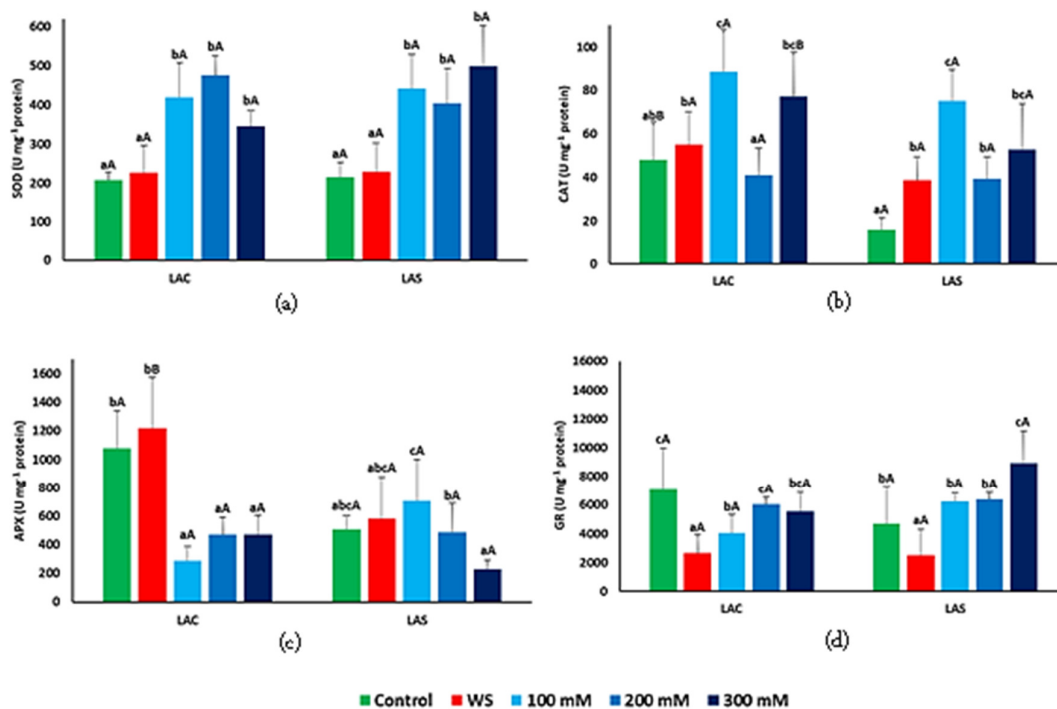 600
500
400
300
200
100
0
SOD (U mg⁻¹ protein)
aA aA bA bA bA
aA aA bA bA bA
LAC LAS
(a)
100
80
60
40
20
0
CAT (U mg⁻¹ protein)
abB bA cA aA bcB
aA bA cA bA bcA
LAC LAS
(b)
1600
1400
1200
1000
800
600
400
200
0
APX (U mg⁻¹ protein)
bA bB aA aA aA
abcA abcA cA bA aA
LAC LAS
(c)
16000
14000
12000
10000
8000
6000
4000
2000
0
GR (U mg⁻¹ protein)
cA aA bA cA bcA
bA aA bA bA cA
LAC LAS
(d)
Control WS 100 mM 200 mM 300 mM